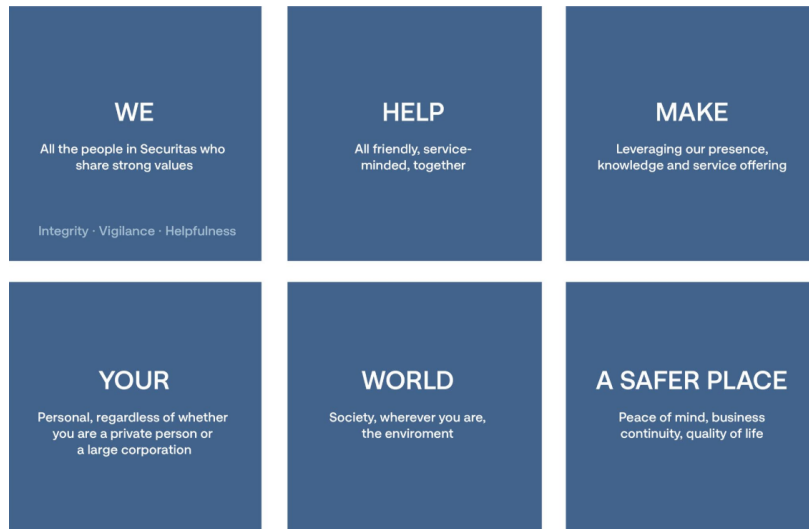 WE
All the people in Securitas who
share strong values
Integrity · Vigilance · Helpfulness
HELP
All friendly, service-
minded, together
MAKE
Leveraging our presence,
knowledge and service offering
YOUR
Personal, regardless of whether
you are a private person or
a large corporation
WORLD
Society, wherever you are,
the enviroment
A SAFER PLACE
Peace of mind, business
continuity, quality of life